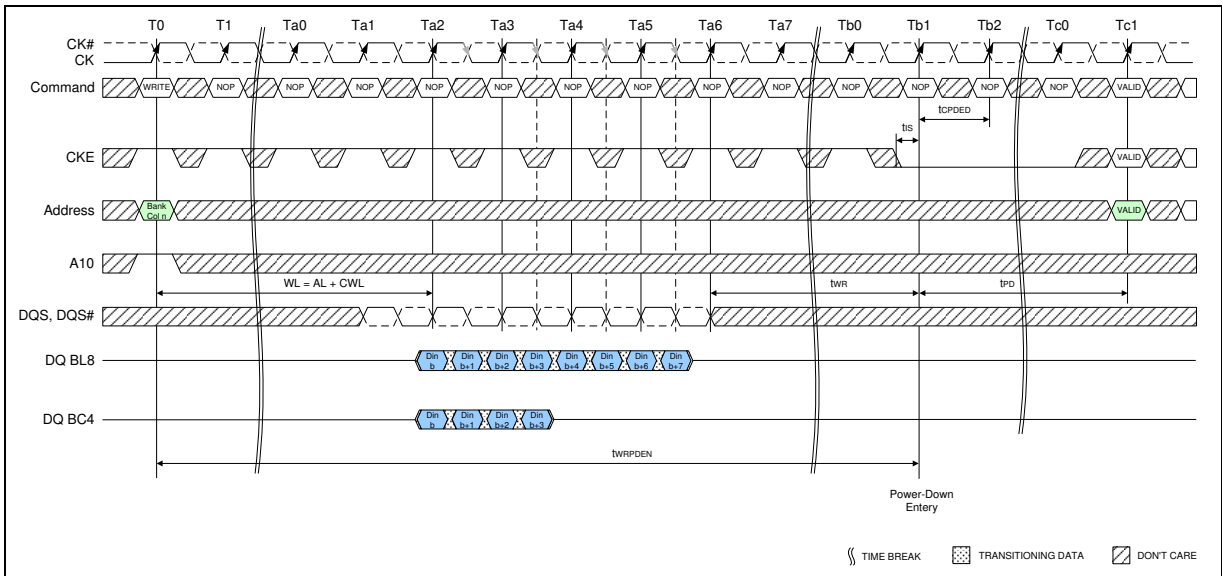 T0 T1 Ta0 Ta1 Ta2 Ta3 Ta4 Ta5 Ta6 Ta7 Tb0 Tb1 Tb2 Tc0 Tc1
CK#
CK
Command WRITE NOP NOP NOP NOP NOP NOP NOP NOP NOP NOP NOP NOP NOP VALID
tCPDED
tIS
CKE VALID
Address Bank Col n VALID
A10
WL = AL + CWL tWR tPD
DQS, DQS#
DQ BL8 Din b Din b+1 Din b+2 Din b+3 Din b+4 Din b+5 Din b+6 Din b+7
DQ BC4 Din b Din b+1 Din b+2 Din b+3
tWRPDEN
Power-Down
Entery
TIME BREAK TRANSITIONING DATA DON'T CARE